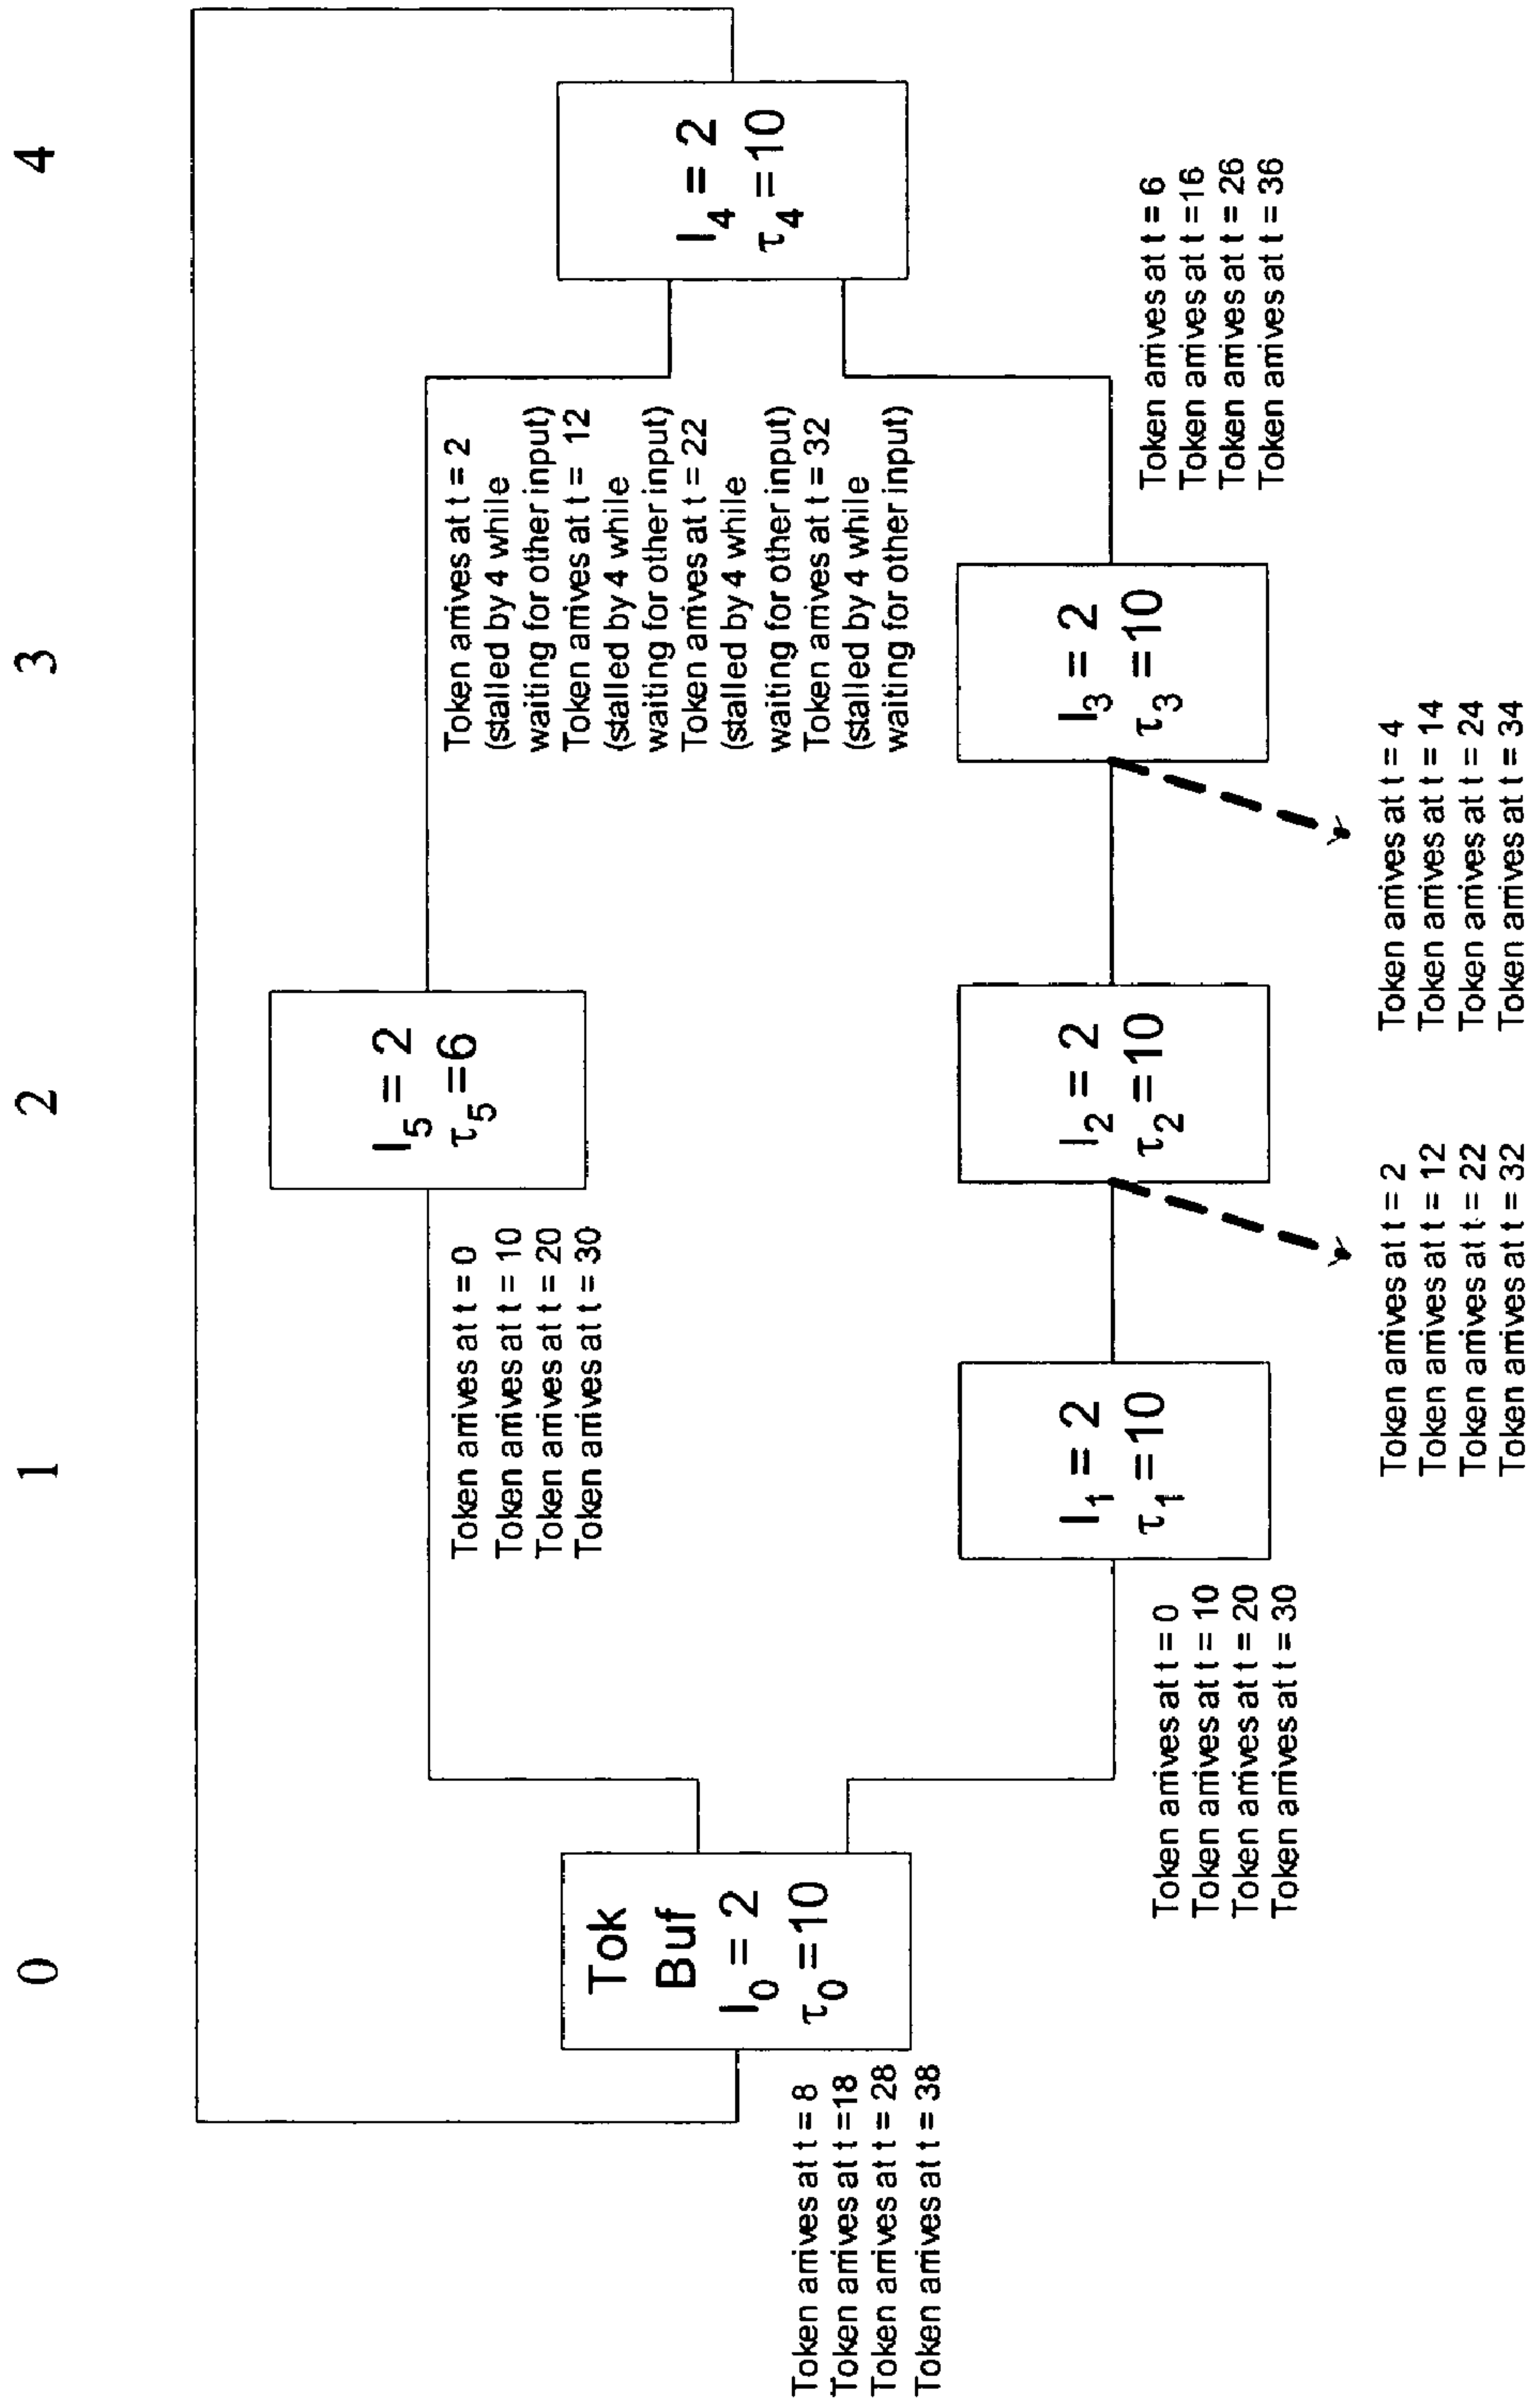 0
1
2
3
4
Tok
Buf
l0 = 2
τ0 =10
Token arrives at t = 8
Token arrives at t =18
Token arrives at t = 28
Token arrives at t = 38
Token arrives at t = 0
Token arrives at t = 10
Token arrives at t = 20
Token arrives at t = 30
l5 = 2
τ5 =6
Token arrives at t = 2
(stalled by 4 while
waiting for other input)
Token arrives at t = 12
(stalled by 4 while
waiting for other input)
Token arrives at t = 22
(stalled by 4 while
waiting for other input)
Token arrives at t = 32
(stalled by 4 while
waiting for other input)
l4 = 2
τ4 =10
Token arrives at t = 0
Token arrives at t = 10
Token arrives at t = 20
Token arrives at t = 30
l1 = 2
τ1 =10
Token arrives at t = 2
Token arrives at t = 12
Token arrives at t = 22
Token arrives at t = 32
l2 = 2
τ2 =10
Token arrives at t = 4
Token arrives at t = 14
Token arrives at t = 24
Token arrives at t = 34
l3 = 2
τ3 =10
Token arrives at t = 6
Token arrives at t =16
Token arrives at t = 26
Token arrives at t = 36